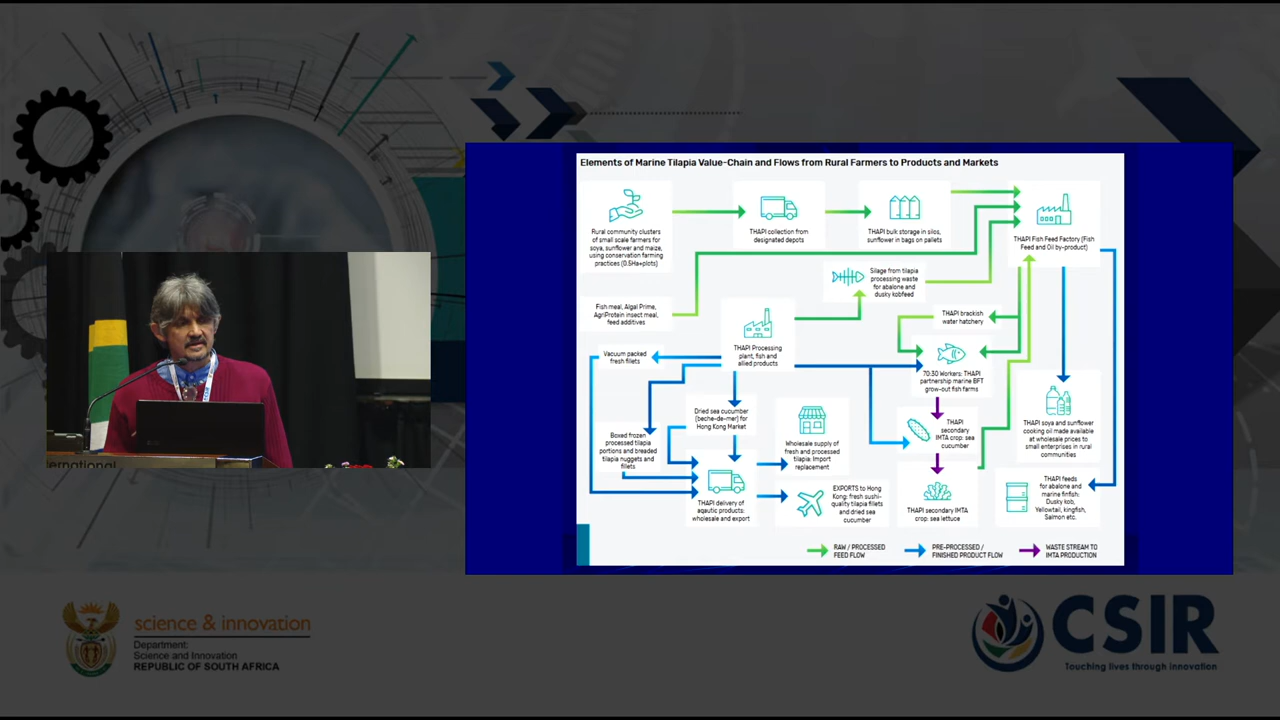 Elements of Marine Tilapia Value-Chain and Flows from Rural Farmers to Products and Markets
Rural community clusters
of small scale farmers for
soya, sunflower and maize,
using conservation farming
practices (0.5Ha+plots)
THAPI collection from
designated depots
THAPI bulk storage in silos,
sunflower in bags on pallets
THAPI Fish Feed Factory (Fish
Feed and Oil by-product)
Silage from tilapia
processing waste
for abalone and
dusky kobfeed
Fish meal, Algal Prime,
AgriProtein insect meal,
feed additives
THAPI brackish
water hatchery
THAPI Processing
plant, fish and
allied products
Vacuum packed
fresh fillets
70:30 Workers: THAPI
partnership marine BFT
grow-out fish farms
Dried sea cucumber
(beche-de-mer) for
Hong Kong Market
Boxed frozen
processed tilapia
portions and breaded
tilapia nuggets and
fillets
Wholesale supply of
fresh and processed
tilapia: Import
replacement
THAPI
secondary
IMTA crop: sea
cucumber
THAPI soya and sunflower
cooking oil made available
at wholesale prices to
small enterprises in rural
communities
THAPI delivery of
aqautic products:
wholesale and export
EXPORTS to Hong
Kong: fresh sushi-
quality tilapia fillets
and dried sea
cucumber
THAPI secondary IMTA
crop: sea lettuce
THAPI feeds
for abalone and
marine finfish:
Dusky kob,
Yellowtail, kingfish,
Salmon etc.
RAW / PROCESSED
FEED FLOW
PRE-PROCESSED /
FINISHED PRODUCT FLOW
WASTE STREAM TO
IMTA PRODUCTION
ternational
science & innovation
Department:
Science and Innovation
REPUBLIC OF SOUTH AFRICA
CSIR
Touching lives through innovation